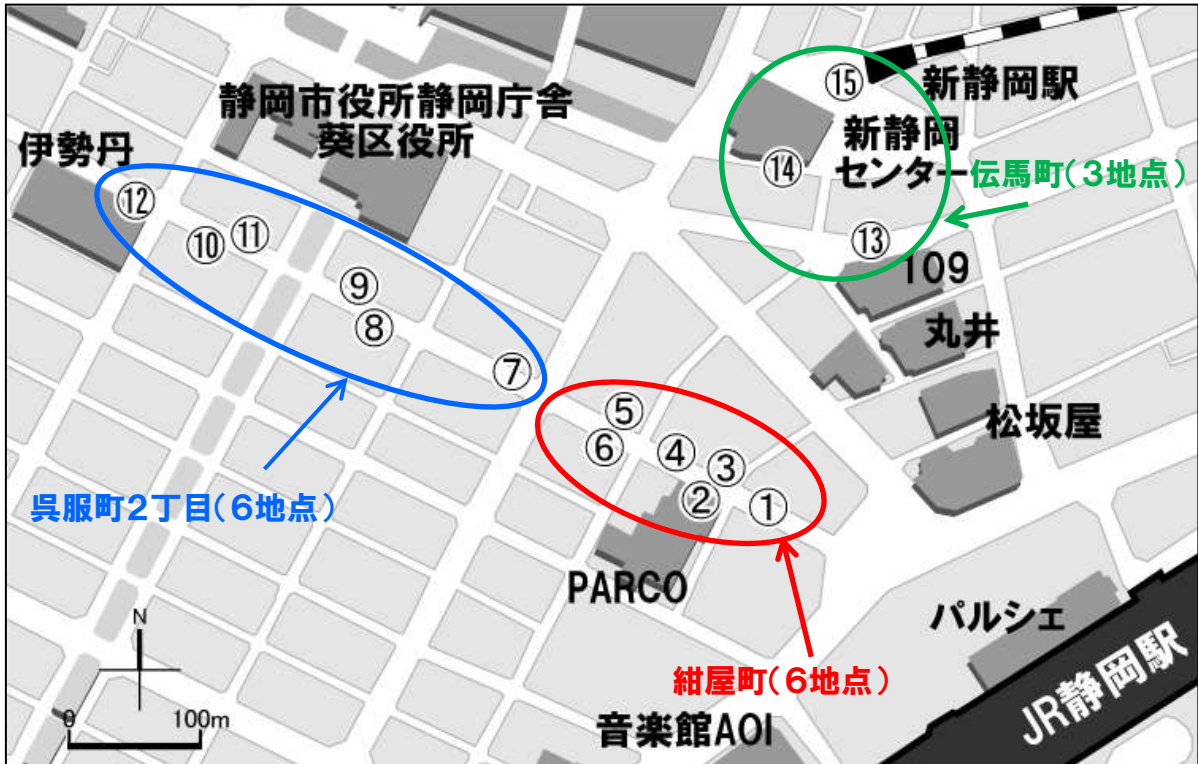 新静岡駅
⑮
静岡市役所静岡庁舎
葵区役所
新静岡
センター
伊勢丹
⑭
伝馬町（3地点）
⑫
⑪
⑩
⑬
109
⑨
⑧
丸井
⑦
⑤
⑥
④
③
②
①
松坂屋
呉服町2丁目（6地点）
PARCO
パルシェ
N
紺屋町（6地点）
JR静岡駅
0 100m
音楽館AOI